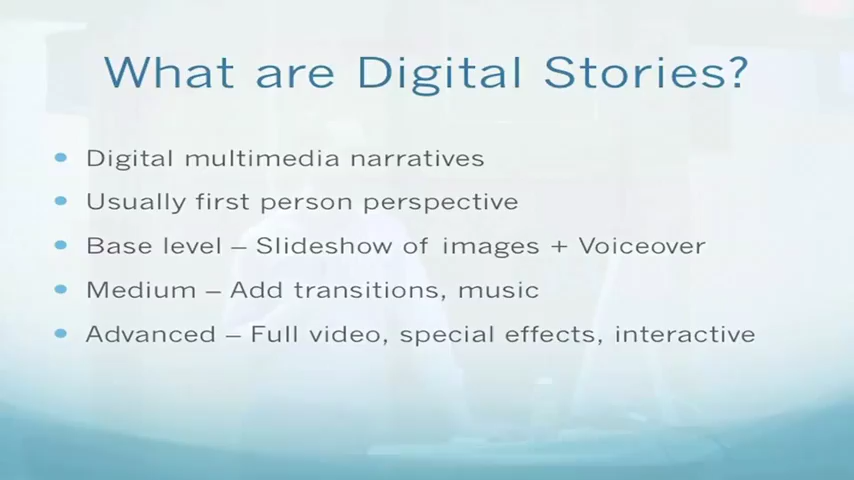 What are Digital Stories?
• Digital multimedia narratives
• Usually first person perspective
• Base level – Slideshow of images + Voiceover
• Medium – Add transitions, music
• Advanced – Full video, special effects, interactive